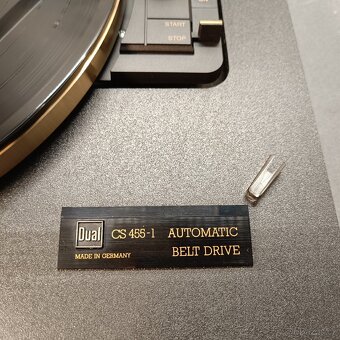 START
STOP
Dual CS 455-1 AUTOMATIC
MADE IN GERMANY BELT DRIVE